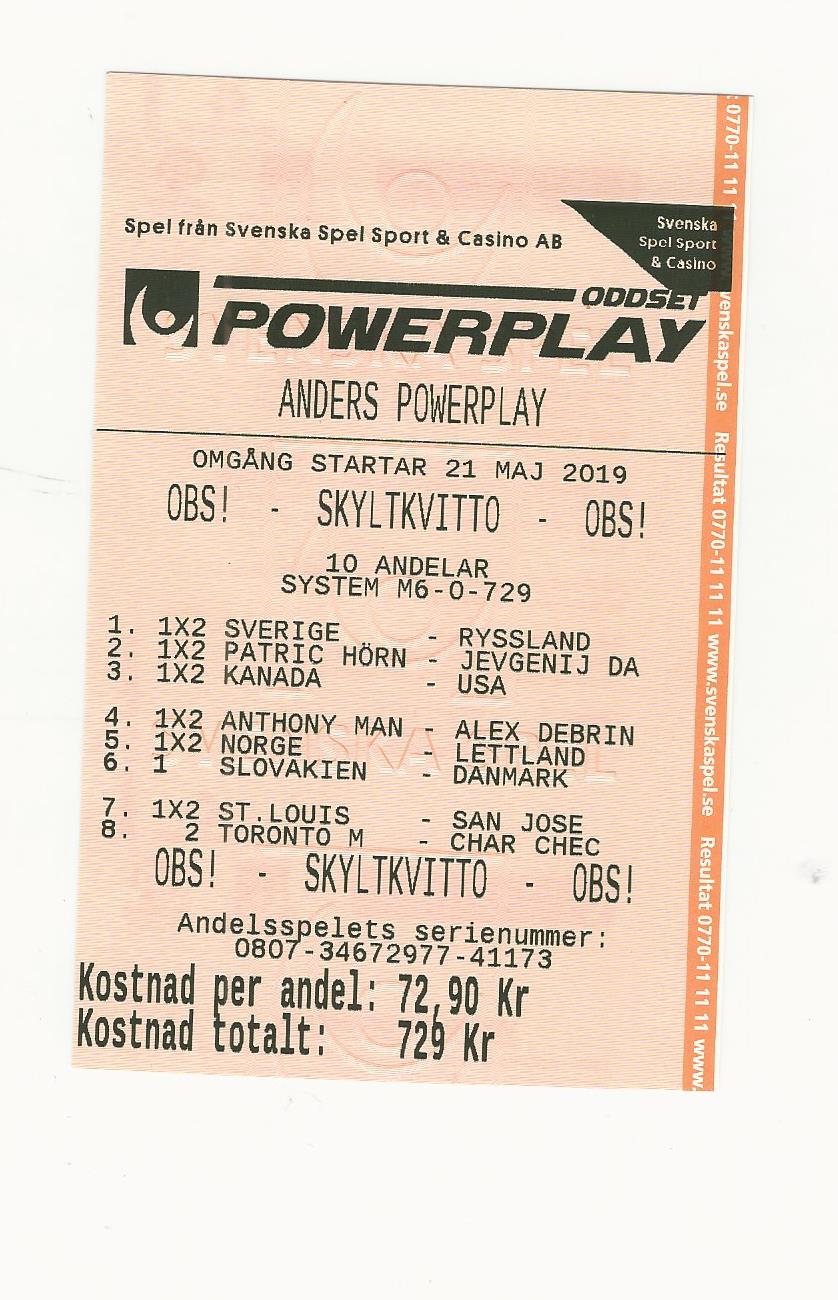 Spel från Svenska Spel Sport & Casino AB
Svenska
Spel Sport
& Casino
ODDSET
POWERPLAY
ANDERS POWERPLAY
OMGÅNG STARTAR 21 MAJ 2019
OBS! - SKYLTKVITTO - OBS!
10 ANDELAR
SYSTEM M6-0-729
1. 1X2 SVERIGE - RYSSLAND
2. 1X2 PATRIC HÖRN - JEVGENIJ DA
3. 1X2 KANADA - USA
4. 1X2 ANTHONY MAN - ALEX DEBRIN
5. 1X2 NORGE - LETTLAND
6. 1 SLOVAKIEN - DANMARK
7. 1X2 ST.LOUIS - SAN JOSE
8. 2 TORONTO M - CHAR CHEC
OBS! - SKYLTKVITTO - OBS!
Andelsspelets serienummer:
0807-34672977-41173
Kostnad per andel: 72,90 Kr
Kostnad totalt: 729 Kr
: 0770-11 11 venskaspel.se Resultat 0770-11 11 11 www.svenskaspel.se Resultat 0770-11 11 11 www.